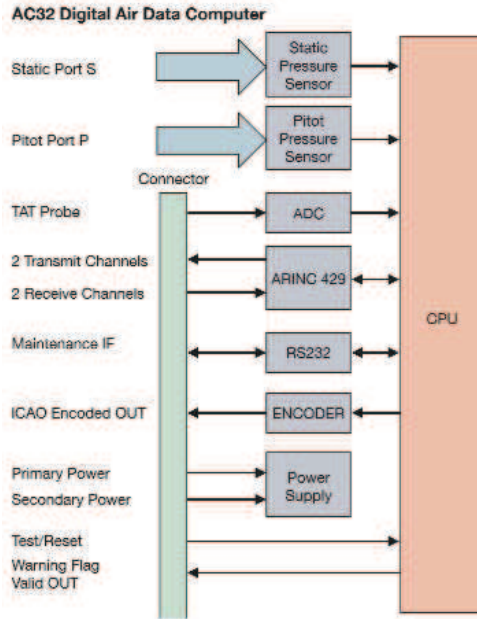 AC32 Digital Air Data Computer
Static Port S
Static
Pressure
Sensor
Pitot Port P
Pitot
Pressure
Sensor
Connector
TAT Probe
ADC
2 Transmit Channels
ARINC 429
2 Receive Channels
CPU
Maintenance IF
RS232
ICAO Encoded OUT
ENCODER
Primary Power
Power
Supply
Secondary Power
Test/Reset
Warning Flag
Valid OUT